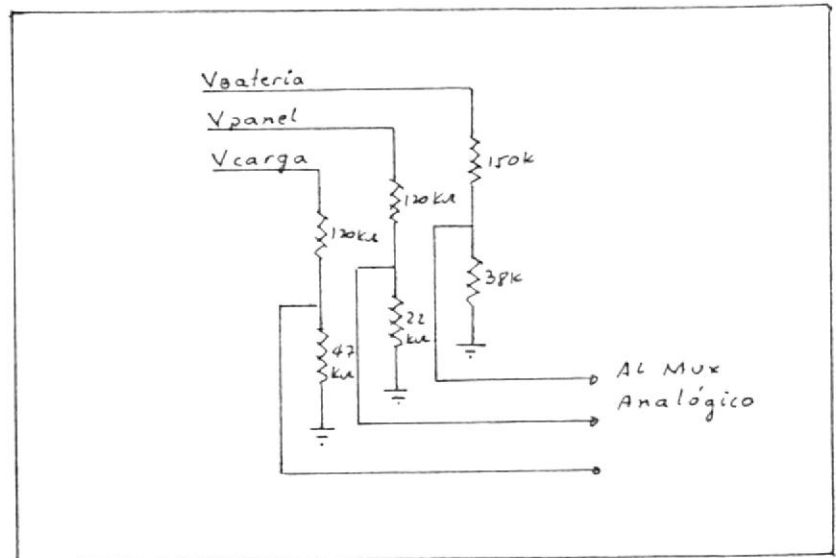 VBatería
Vpanel
Vcarga
150K
120KΩ
120KΩ
38K
22
KΩ
47
KΩ
AL Mux
Analógico